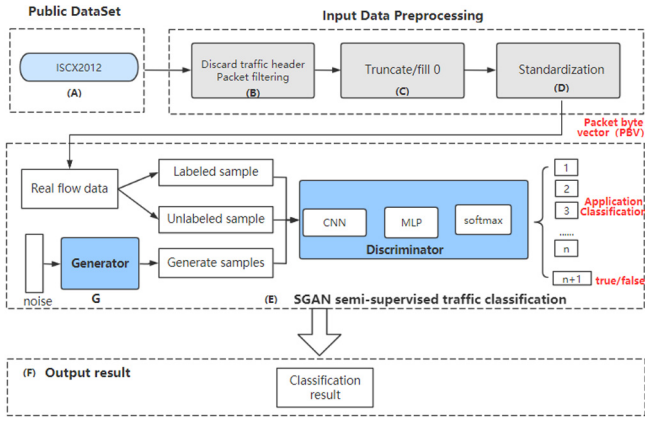 Public DataSet
Input Data Preprocessing
ISCX2012
(A)
Discard traffic header
Packet filtering
(B)
Truncate/fill 0
(C)
Standardization
(D)
Packet byte
vector (PBV)
Real flow data
Labeled sample
Unlabeled sample
noise
Generator
G
Generate samples
CNN
MLP
softmax
Discriminator
1
2
3
......
n
n+1
Application
Classification
true/false
(E) SGAN semi-supervised traffic classification
(F) Output result
Classification
result